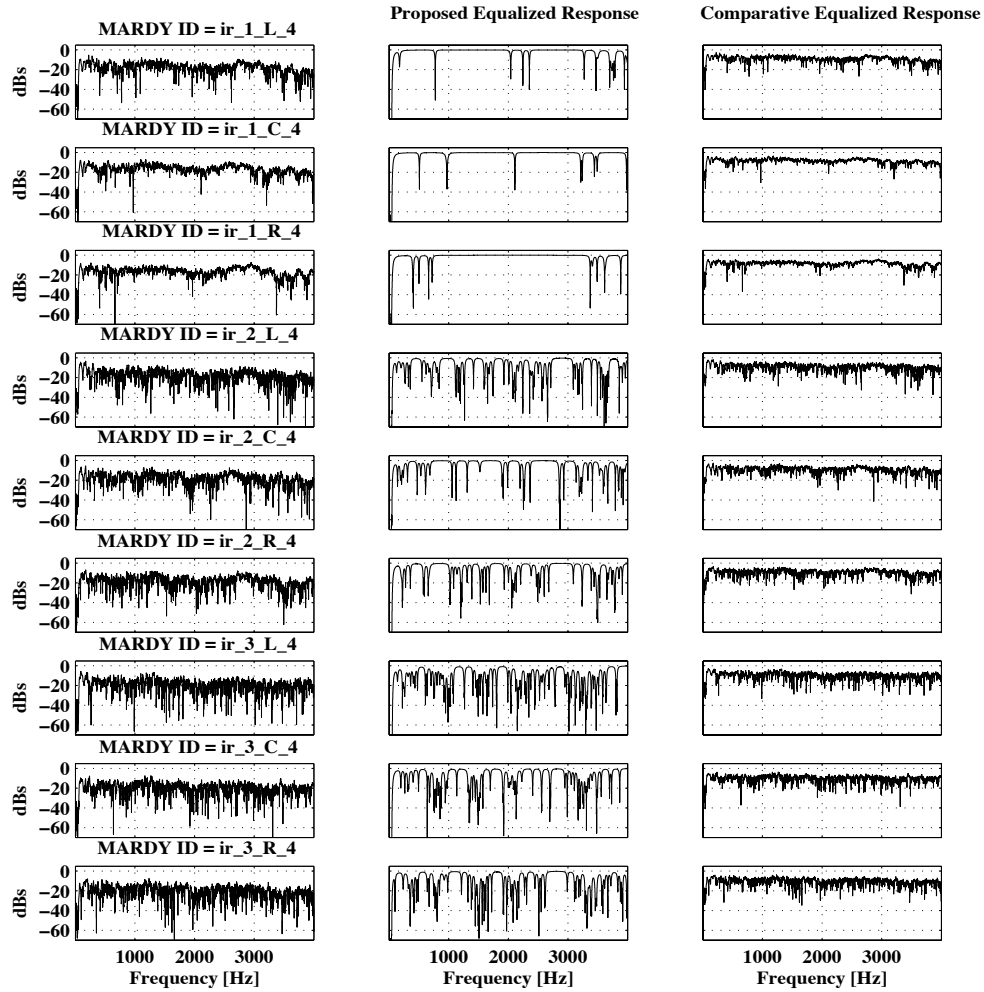 Proposed Equalized Response
Comparative Equalized Response
MARDY ID = ir_1_L_4
dBs
0
−20
−40
−60
MARDY ID = ir_1_C_4
dBs
0
−20
−40
−60
MARDY ID = ir_1_R_4
dBs
0
−20
−40
−60
MARDY ID = ir_2_L_4
dBs
0
−20
−40
−60
MARDY ID = ir_2_C_4
dBs
0
−20
−40
−60
MARDY ID = ir_2_R_4
dBs
0
−20
−40
−60
MARDY ID = ir_3_L_4
dBs
0
−20
−40
−60
MARDY ID = ir_3_C_4
dBs
0
−20
−40
−60
MARDY ID = ir_3_R_4
dBs
0
−20
−40
−60
1000 2000 3000
Frequency [Hz]
1000 2000 3000
Frequency [Hz]
1000 2000 3000
Frequency [Hz]